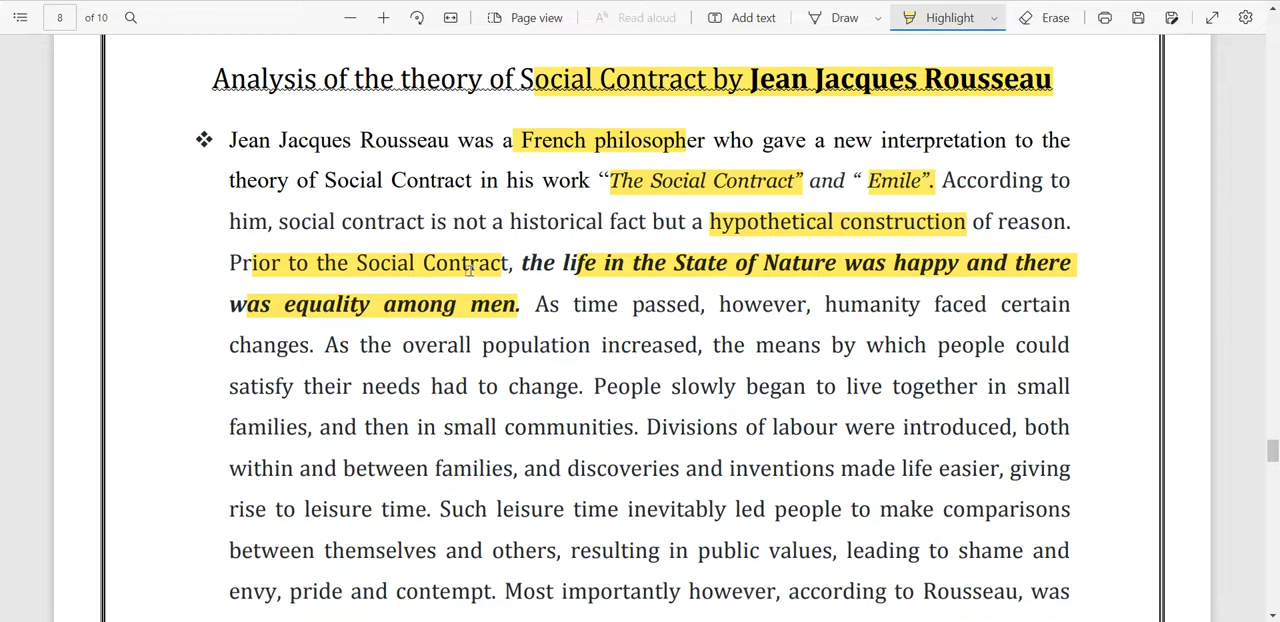 8 of 10 Page view Read aloud Add text Draw Highlight Erase
Analysis of the theory of Social Contract by Jean Jacques Rousseau
❖ Jean Jacques Rousseau was a French philosopher who gave a new interpretation to the
theory of Social Contract in his work “The Social Contract” and “ Emile”. According to
him, social contract is not a historical fact but a hypothetical construction of reason.
Prior to the Social Contract, the life in the State of Nature was happy and there
was equality among men. As time passed, however, humanity faced certain
changes. As the overall population increased, the means by which people could
satisfy their needs had to change. People slowly began to live together in small
families, and then in small communities. Divisions of labour were introduced, both
within and between families, and discoveries and inventions made life easier, giving
rise to leisure time. Such leisure time inevitably led people to make comparisons
between themselves and others, resulting in public values, leading to shame and
envy, pride and contempt. Most importantly however, according to Rousseau, was